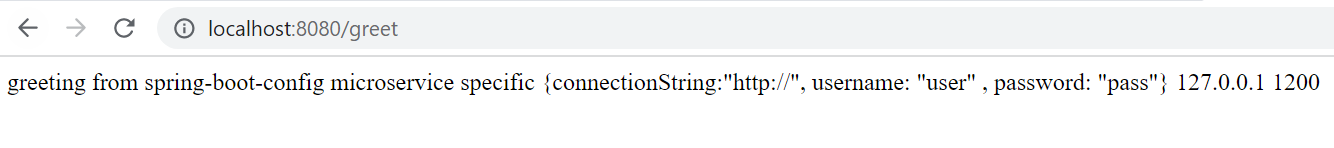 localhost:8080/greet
greeting from spring-boot-config microservice specific {connectionString:"http://", username: "user" , password: "pass"} 127.0.0.1 1200